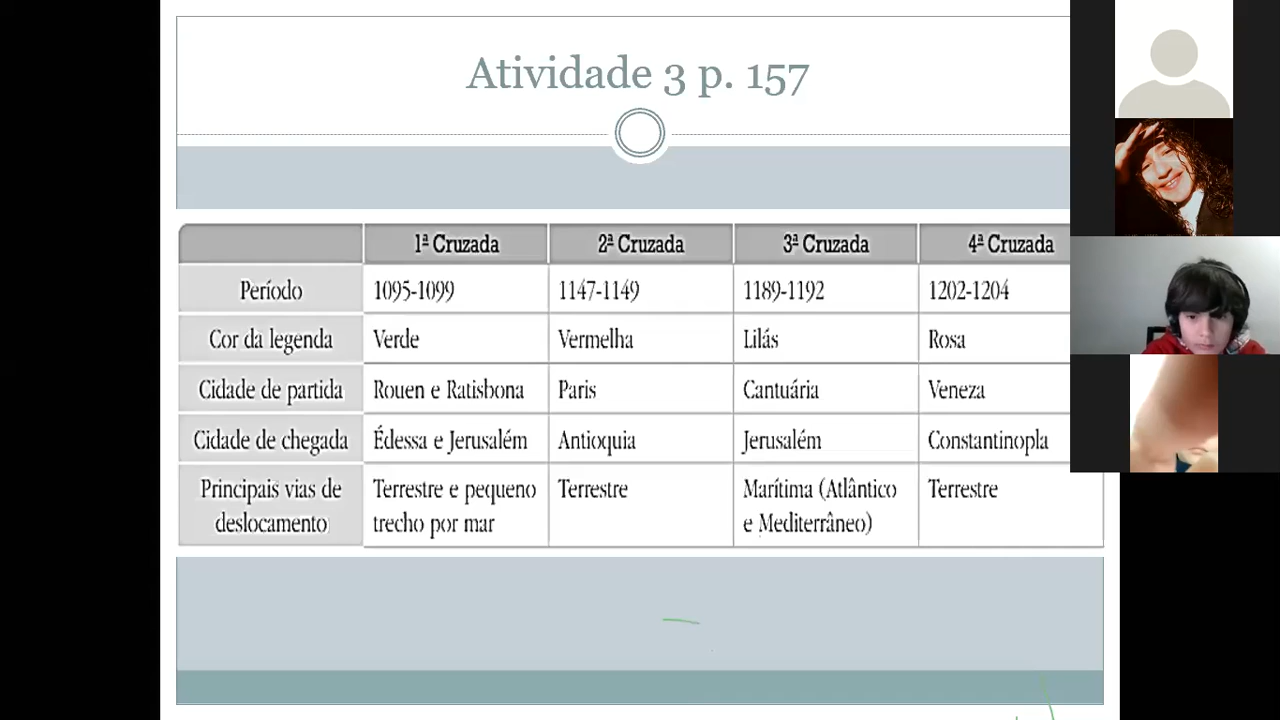 Atividade 3 p. 157
1ª Cruzada 2ª Cruzada 3ª Cruzada 4ª Cruzada
Período 1095-1099 1147-1149 1189-1192 1202-1204
Cor da legenda Verde Vermelha Lilás Rosa
Cidade de partida Rouen e Ratisbona Paris Cantuária Veneza
Cidade de chegada Édessa e Jerusalém Antioquia Jerusalém Constantinopla
Principais vias de deslocamento Terrestre e pequeno trecho por mar Terrestre Marítima (Atlântico e Mediterrâneo) Terrestre